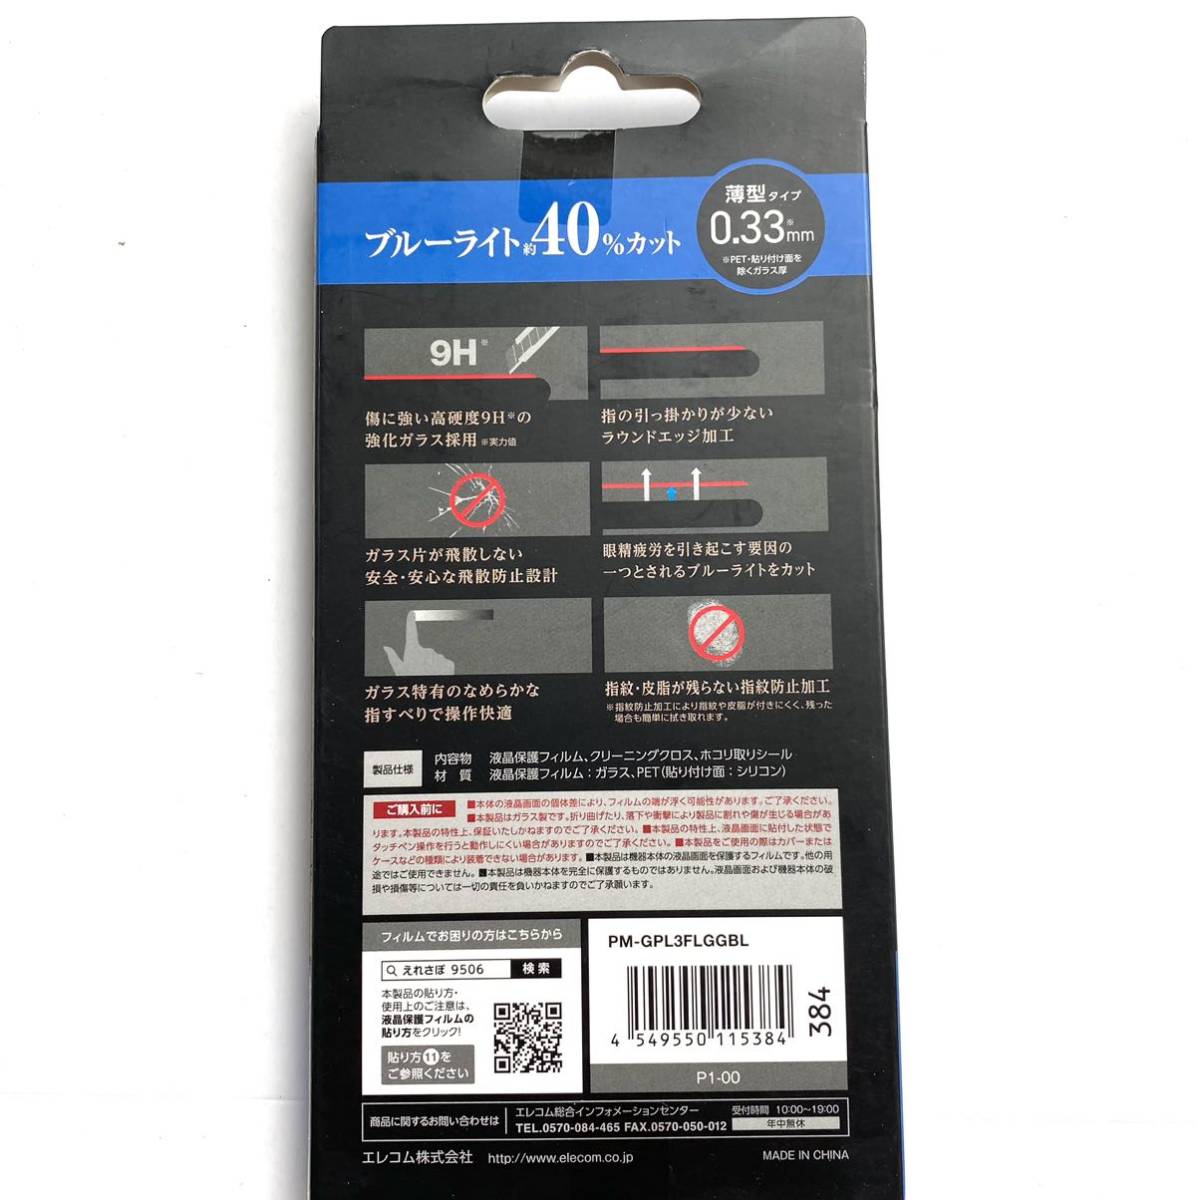 ブルーライト約40%カット
薄型タイプ
0.33※mm
※PET・貼り付け面を
除くガラス厚
9H※
傷に強い高硬度9H※の
強化ガラス採用 ※実力値
指の引っ掛かりが少ない
ラウンドエッジ加工
ガラス片が飛散しない
安全・安心な飛散防止設計
眼精疲労を引き起こす要因の
一つとされるブルーライトをカット
ガラス特有のなめらかな
指すべりで操作快適
指紋・皮脂が残らない指紋防止加工
※指紋防止加工により指紋や皮脂が付きにくく、残った
場合も簡単に拭き取れます。
製品仕様
内容物 液晶保護フィルム、クリーニングクロス、ホコリ取りシール
材 質 液晶保護フィルム:ガラス、PET(貼り付け面:シリコン)
ご購入前に ■本体の液晶画面の個体差により、フィルムの端が浮く可能性があります。ご了承ください。
■本製品はガラス製です。折り曲げたり、落下や衝撃により製品に割れや傷が生じる場合があ
ります。本製品の特性上、保証いたしかねますのでご了承ください。■本製品の特性上、液晶画面に貼付した状態で
タッチペン操作を行うと動作しにくい場合がありますのでご了承ください。■本製品をご使用の際はカバーまたは
ケースなどの種類により装着できない場合があります。■本製品は機器本体の液晶画面を保護するフィルムです。他の用
途ではご使用できません。■本製品は機器本体を完全に保護するものではありません。液晶画面および機器本体の破
損や損傷等については一切の責任を負いかねますのでご了承願います。
フィルムでお困りの方はこちらから
えれさぽ 9506 検索
本製品の貼り方・
使用上のご注意は、
液晶保護フィルムの
貼り方をクリック!
貼り方⑪を
ご参照ください
PM-GPL3FLGGBL
4 549550 115384
384
P1-00
商品に関するお問い合わせは
エレコム総合インフォメーションセンター
TEL.0570-084-465 FAX.0570-050-012
受付時間 10:00~19:00
年中無休
エレコム株式会社 http://www.elecom.co.jp
MADE IN CHINA